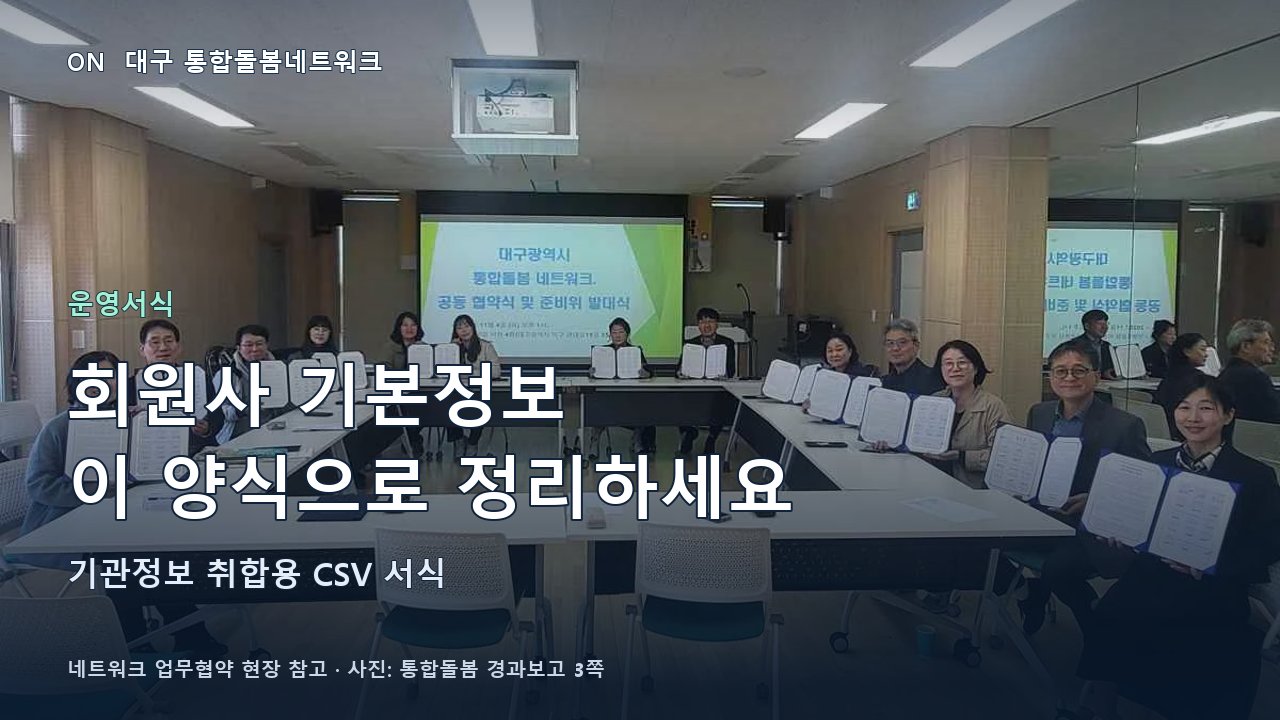 ON 대구 통합돌봄네트워크
대구광역시
통합돌봄 네트워크.
공동 협약식 및 준비위 발대식
운영서식
회원사 기본정보
이 양식으로 정리하세요
기관정보 취합용 CSV 서식
네트워크 업무협약 현장 참고 · 사진: 통합돌봄 경과보고 3쪽